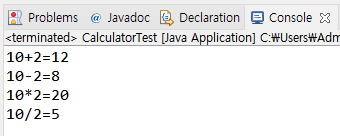 Problems @ Javadoc Declaration Console
<terminated> CalculatorTest [Java Application] C:₩Users₩Adm
10+2=12
10-2=8
10*2=20
10/2=5